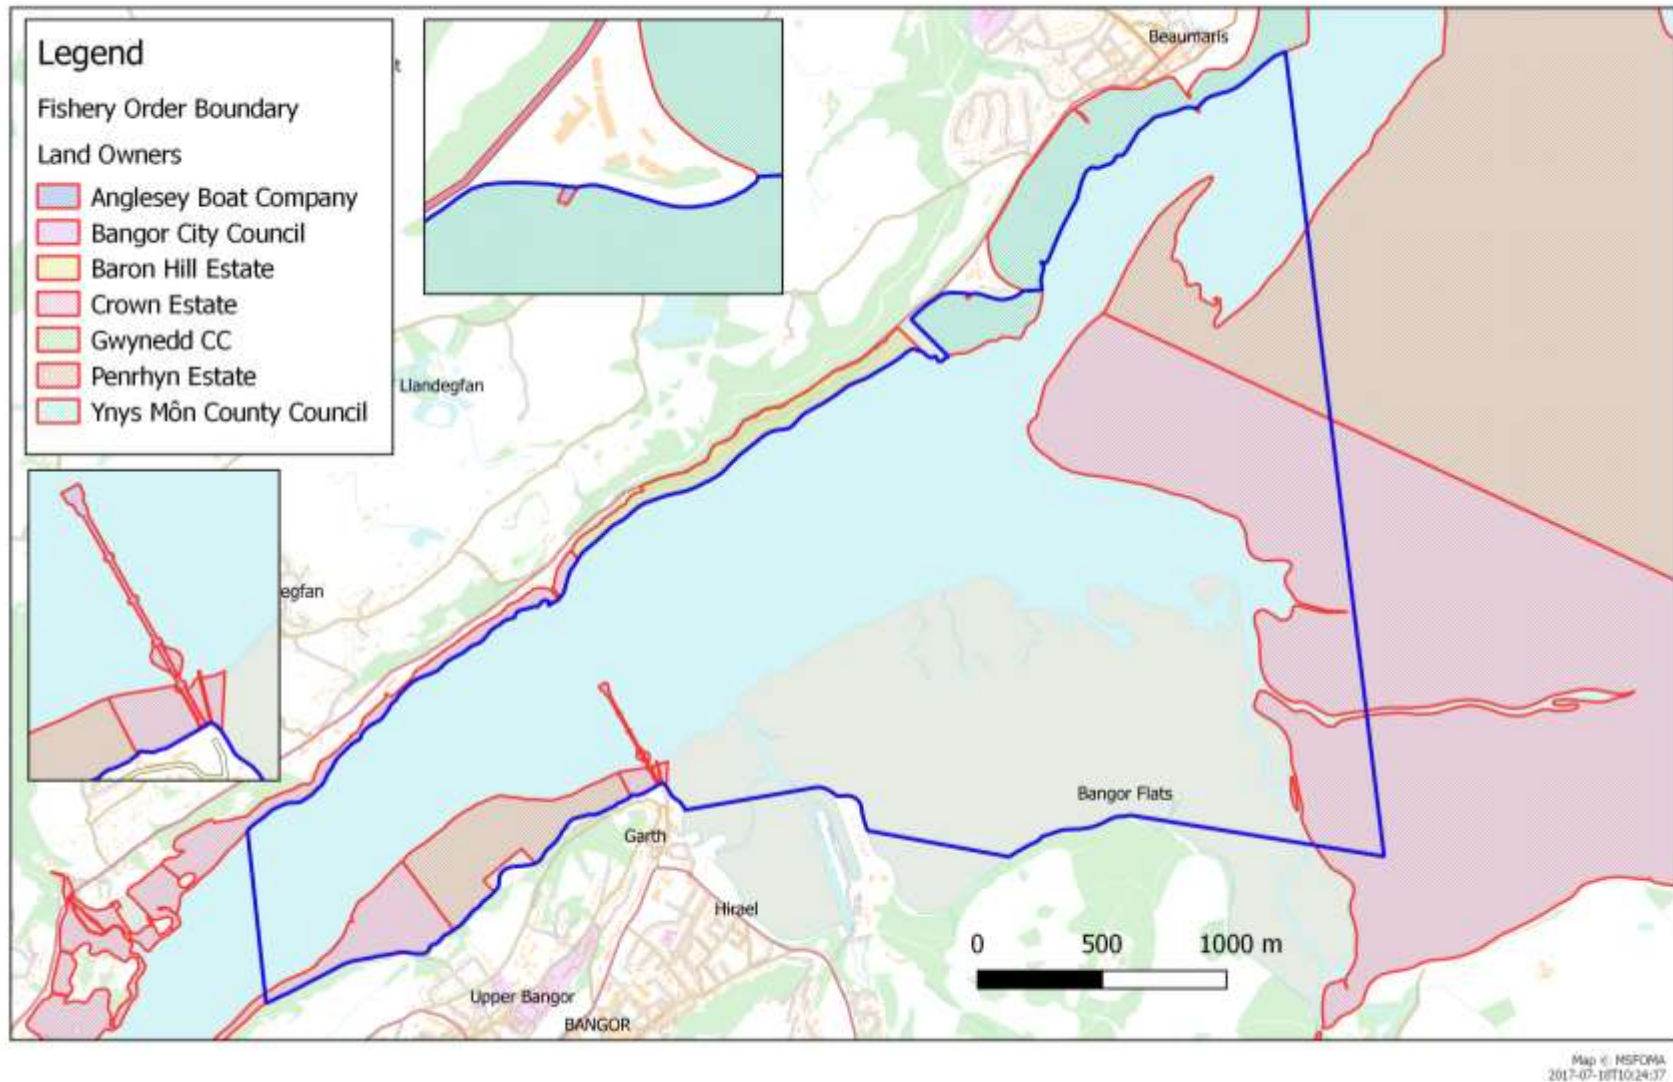 Legend
Fishery Order Boundary
Land Owners
Anglesey Boat Company
Bangor City Council
Baron Hill Estate
Crown Estate
Gwynedd CC
Penrhyn Estate
Ynys Môn County Council
t
Beaumaris
Llandegfan
egfan
Bangor Flats
Garth
Hirael
0 500 1000 m
Upper Bangor
BANGOR
Map © MSFOMA
2017-07-18T10:24:37